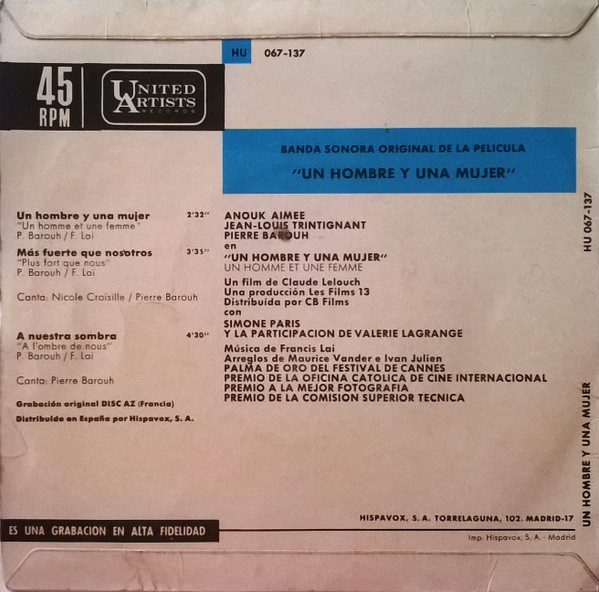 HU 067-137
45
RPM
UNITED
ARTISTS
RECORDS
BANDA SONORA ORIGINAL DE LA PELICULA
"UN HOMBRE Y UNA MUJER"
Un hombre y una mujer 2'32"
"Un homme et une femme"
P. Barouh / F. Lai
Más fuerte que nosotros 3'35"
"Plus fort que nous"
P. Barouh / F. Lai
Canta: Nicole Croisille / Pierre Barouh
A nuestra sombra 4'30"
"A l'ombre de nous"
P. Barouh / F. Lai
Canta: Pierre Barouh
Grabación original DISC AZ (Francia)
Distribuído en España por Hispavox, S. A.
ANOUK AIMEE
JEAN-LOUIS TRINTIGNANT
PIERRE BAROUH
en
"UN HOMBRE Y UNA MUJER"
UN HOMME ET UNE FEMME
Un film de Claude Lelouch
Una producción Les Films 13
Distribuída por CB Films
con
SIMONE PARIS
Y LA PARTICIPACION DE VALERIE LAGRANGE
Música de Francis Lai
Arreglos de Maurice Vander e Ivan Julien
PALMA DE ORO DEL FESTIVAL DE CANNES
PREMIO DE LA OFICINA CATOLICA DE CINE INTERNACIONAL
PREMIO A LA MEJOR FOTOGRAFIA
PREMIO DE LA COMISION SUPERIOR TECNICA
HU 067-137
UN HOMBRE Y UNA MUJER
HISPAVOX, S. A. TORRELAGUNA, 102. MADRID-17
ES UNA GRABACION EN ALTA FIDELIDAD
Imp. Hispavox, S. A. - Madrid